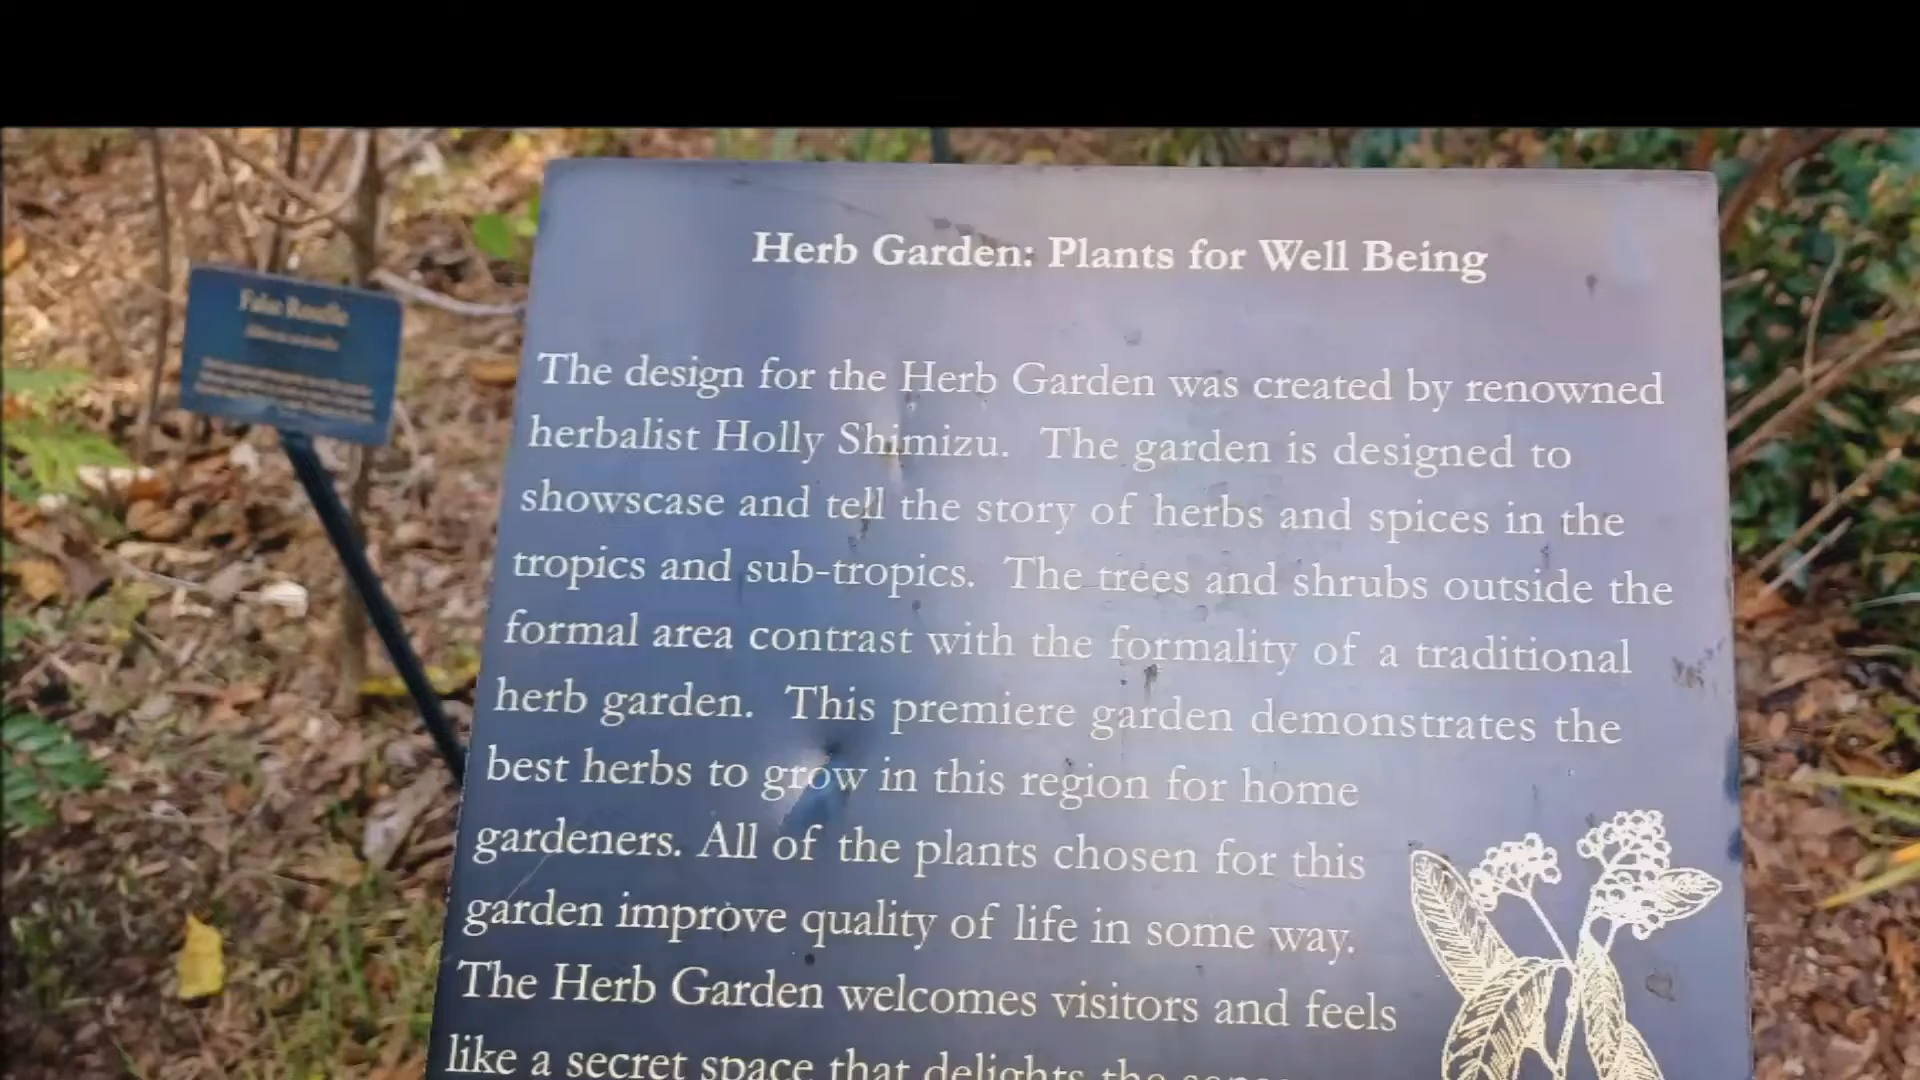 Herb Garden: Plants for Well Being
The design for the Herb Garden was created by renowned
herbalist Holly Shimizu. The garden is designed to
showscase and tell the story of herbs and spices in the
tropics and sub-tropics. The trees and shrubs outside the
formal area contrast with the formality of a traditional
herb garden. This premiere garden demonstrates the
best herbs to grow in this region for home
gardeners. All of the plants chosen for this
garden improve quality of life in some way.
The Herb Garden welcomes visitors and feels
like a secret space that delights the
False Roselle